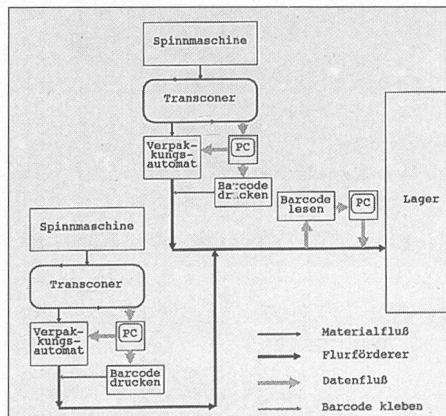 Spinnmaschine
Transconer
Verpak-
kungs-
automat
PC
Barcode
drucken
Barcode
lesen
PC
Lager
Spinnmaschine
Transconer
Verpak-
kungs-
automat
PC
Barcode
drucken
Materialfluß
Flurförderer
Datenfluß
Barcode kleben